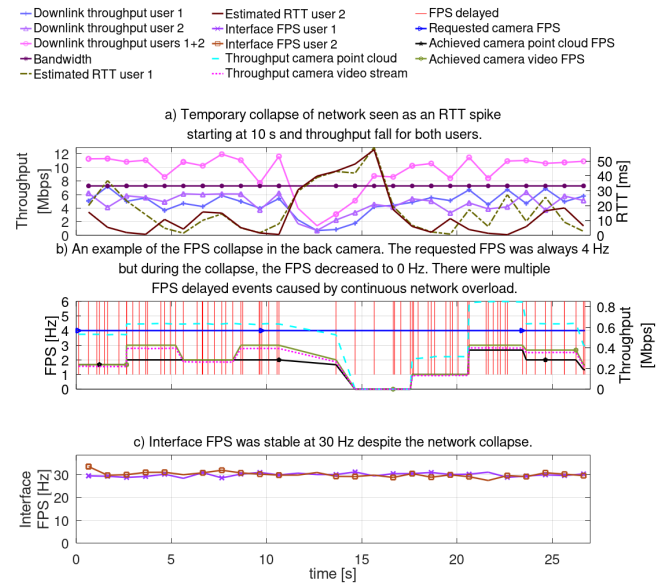 Downlink throughput user 1
Downlink throughput user 2
Downlink throughput users 1+2
Bandwidth
Estimated RTT user 1
Estimated RTT user 2
Interface FPS user 1
Interface FPS user 2
Throughput camera point cloud
Throughput camera video stream
FPS delayed
Requested camera FPS
Achieved camera point cloud FPS
Achieved camera video FPS
a) Temporary collapse of network seen as an RTT spike
starting at 10 s and throughput fall for both users.
Throughput
[Mbps]
12
10
8
6
4
2
0
50
40
30
20
10
0
RTT [ms]
b) An example of the FPS collapse in the back camera. The requested FPS was always 4 Hz
but during the collapse, the FPS decreased to 0 Hz. There were multiple
FPS delayed events caused by continuous network overload.
FPS [Hz]
6
5
4
3
2
1
0
0.8
0.6
0.4
0.2
0
Throughput
[Mbps]
c) Interface FPS was stable at 30 Hz despite the network collapse.
Interface
FPS [Hz]
30
20
10
0
0
5
10
15
20
25
time [s]